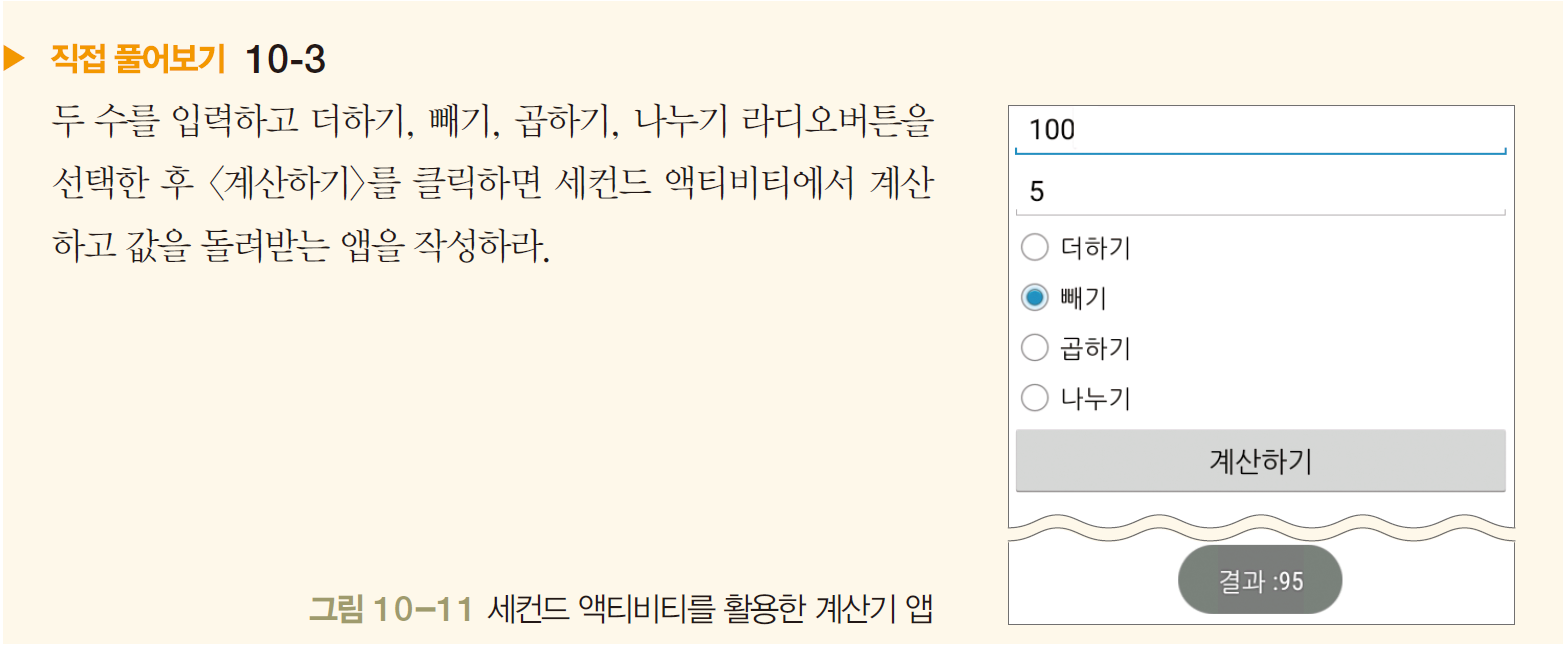 직접 풀어보기 10-3
두 수를 입력하고 더하기, 빼기, 곱하기, 나누기 라디오버튼을
선택한 후 〈계산하기〉를 클릭하면 세컨드 액티비티에서 계산
하고 값을 돌려받는 앱을 작성하라.
100
5
더하기
빼기
곱하기
나누기
계산하기
결과 :95
그림 10-11 세컨드 액티비티를 활용한 계산기 앱